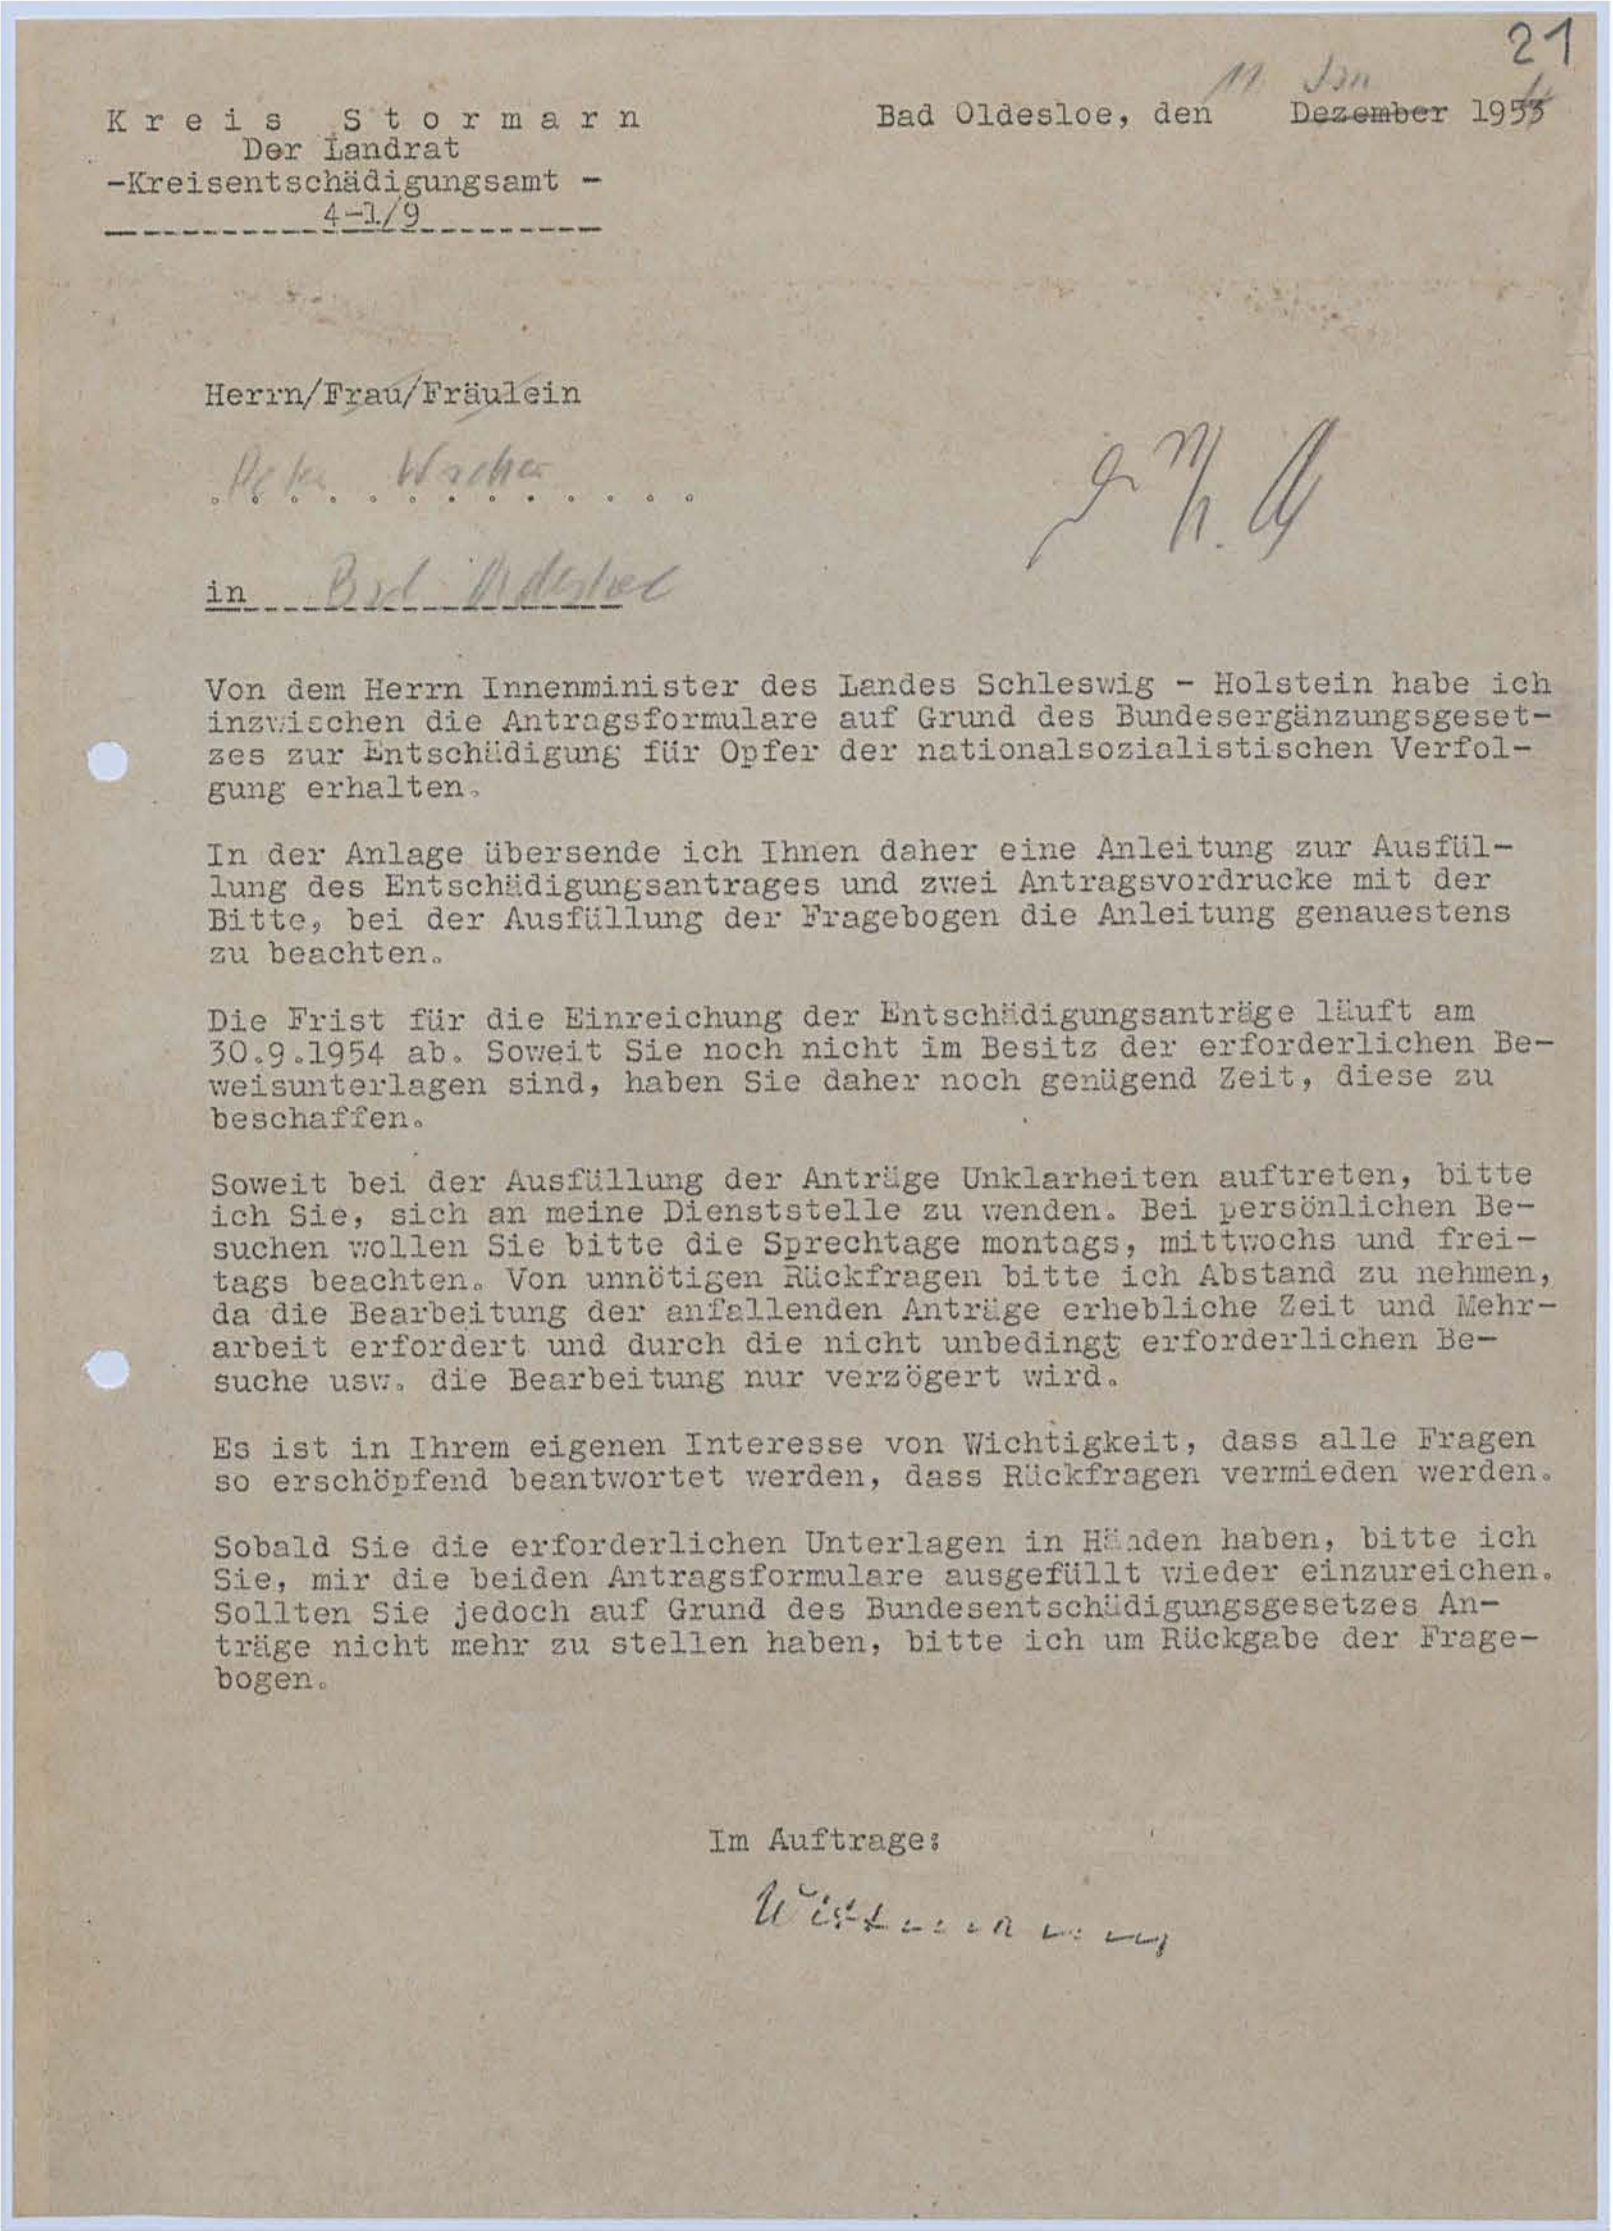 21
11. Jan
Kreis Stormarn
Bad Oldesloe, den Dezember 1953
Der Landrat
-Kreisentschädigungsamt -
4-1/9
Herrn/Frau/Fräulein
Peter
in Bad Oldesloe
Von dem Herrn Innenminister des Landes Schleswig - Holstein habe ich
inzwischen die Antragsformulare auf Grund des Bundesergänzungsgeset-
zes zur Entschädigung für Opfer der nationalsozialistischen Verfol-
gung erhalten.
In der Anlage übersende ich Ihnen daher eine Anleitung zur Ausfül-
lung des Entschädigungsantrages und zwei Antragsvordrucke mit der
Bitte, bei der Ausfüllung der Fragebogen die Anleitung genauestens
zu beachten.
Die Frist für die Einreichung der Entschädigungsanträge läuft am
30.9.1954 ab. Soweit Sie noch nicht im Besitz der erforderlichen Be-
weisunterlagen sind, haben Sie daher noch genügend Zeit, diese zu
beschaffen.
Soweit bei der Ausfüllung der Anträge Unklarheiten auftreten, bitte
ich Sie, sich an meine Dienststelle zu wenden. Bei persönlichen Be-
suchen wollen Sie bitte die Sprechtage montags, mittwochs und frei-
tags beachten. Von unnötigen Rückfragen bitte ich Abstand zu nehmen,
da die Bearbeitung der anfallenden Anträge erhebliche Zeit und Mehr-
arbeit erfordert und durch die nicht unbedingt erforderlichen Be-
suche usw. die Bearbeitung nur verzögert wird.
Es ist in Ihrem eigenen Interesse von Wichtigkeit, dass alle Fragen
so erschöpfend beantwortet werden, dass Rückfragen vermieden werden.
Sobald Sie die erforderlichen Unterlagen in Händen haben, bitte ich
Sie, mir die beiden Antragsformulare ausgefüllt wieder einzureichen.
Sollten Sie jedoch auf Grund des Bundesentschädigungsgesetzes An-
träge nicht mehr zu stellen haben, bitte ich um Rückgabe der Frage-
bogen.
Im Auftrage: